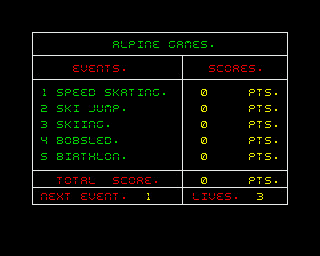 ALPINE GAMES.
EVENTS. SCORES.
1 SPEED SKATING. 0 PTS.
2 SKI JUMP. 0 PTS.
3 SKIING. 0 PTS.
4 BOBSLED. 0 PTS.
5 BIATHLON. 0 PTS.
TOTAL SCORE. 0 PTS.
NEXT EVENT. 1 LIVES. 3